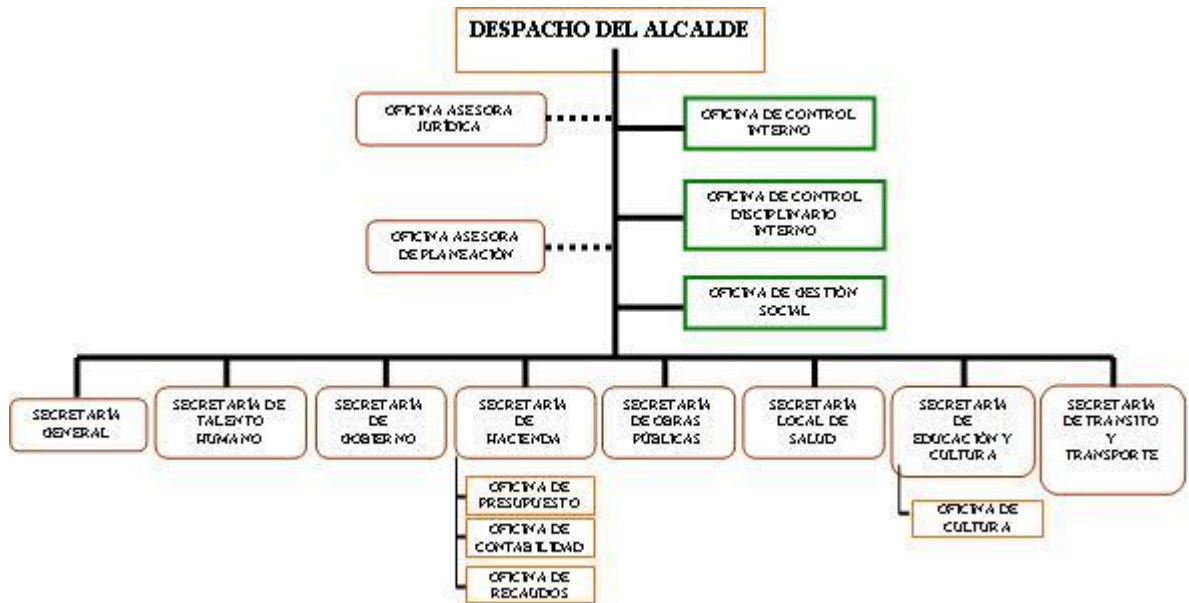 DESPACHO DEL ALCALDE
OFICINA ASESORA
JURÍDICA
OFICINA DE CONTROL
INTERNO
OFICINA DE CONTROL
DISCIPLINARIO
INTERNO
OFICINA ASESORA
DE PLANEACIÓN
OFICINA DE GESTIÓN
SOCIAL
SECRETARÍA
GENERAL
SECRETARÍA DE
TALENTO
HUMANO
SECRETARÍA
DE
GOBIERNO
SECRETARÍA
DE
HACIENDA
SECRETARÍA
DE OBRAS
PÚBLICAS
SECRETARÍA
LOCAL DE
SALUD
SECRETARÍA
DE
EDUCACIÓN Y
CULTURA
SECRETARÍA
DE TRANSITO
Y
TRANSPORTE
OFICINA DE
PRESUPUESTO
OFICINA DE
CONTABILIDAD
OFICINA DE
RECAUDOS
OFICINA DE
CULTURA